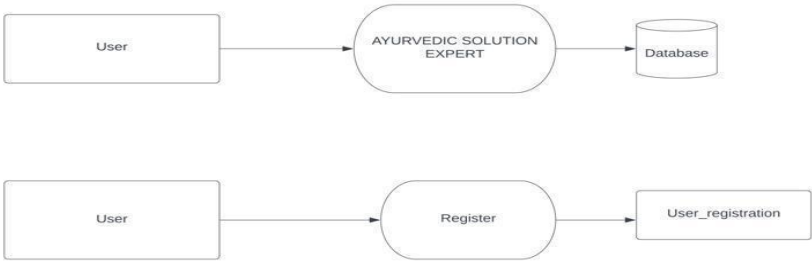 User
AYURVEDIC SOLUTION
EXPERT
Database
User
Register
User_registration